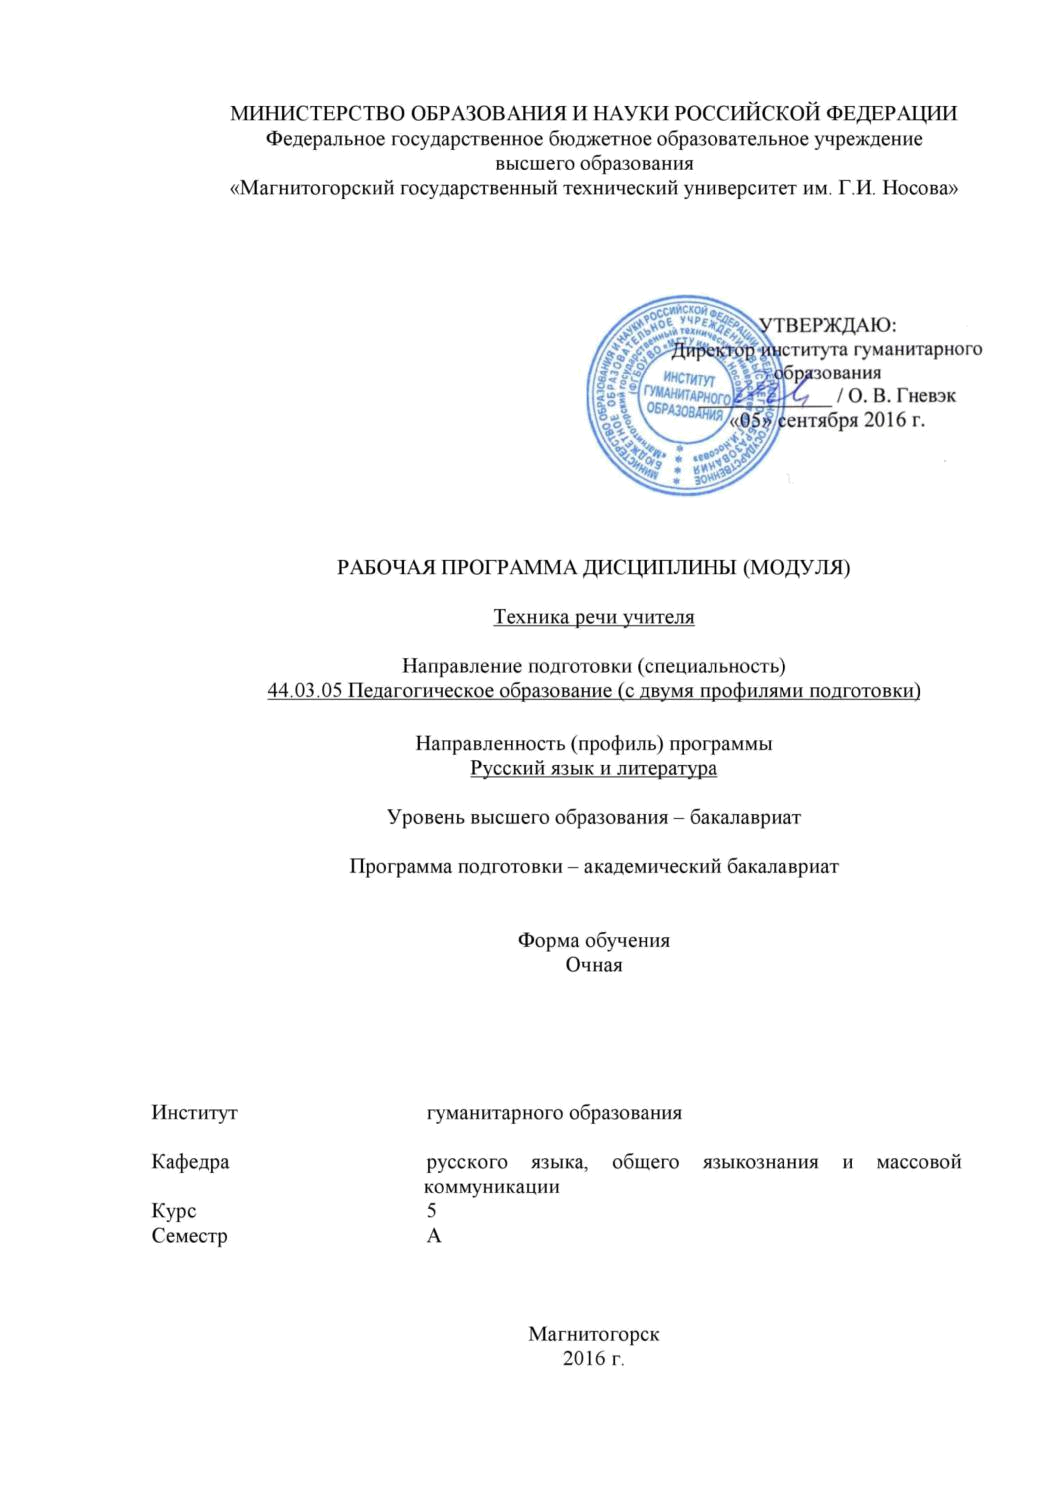 МИНИСТЕРСТВО ОБРАЗОВАНИЯ И НАУКИ РОССИЙСКОЙ ФЕДЕРАЦИИ
Федеральное государственное бюджетное образовательное учреждение
высшего образования
«Магнитогорский государственный технический университет им. Г.И. Носова»
УТВЕРЖДАЮ:
Директор института гуманитарного
образования
/ О. В. Гневэк
«05» сентября 2016 г.
ИНСТИТУТ
ГУМАНИТАРНОГО
ОБРАЗОВАНИЯ
РАБОЧАЯ ПРОГРАММА ДИСЦИПЛИНЫ (МОДУЛЯ)
Техника речи учителя
Направление подготовки (специальность)
44.03.05 Педагогическое образование (с двумя профилями подготовки)
Направленность (профиль) программы
Русский язык и литература
Уровень высшего образования – бакалавриат
Программа подготовки – академический бакалавриат
Форма обучения
Очная
Институт гуманитарного образования
Кафедра русского языка, общего языкознания и массовой
коммуникации
Курс 5
Семестр А
Магнитогорск
2016 г.